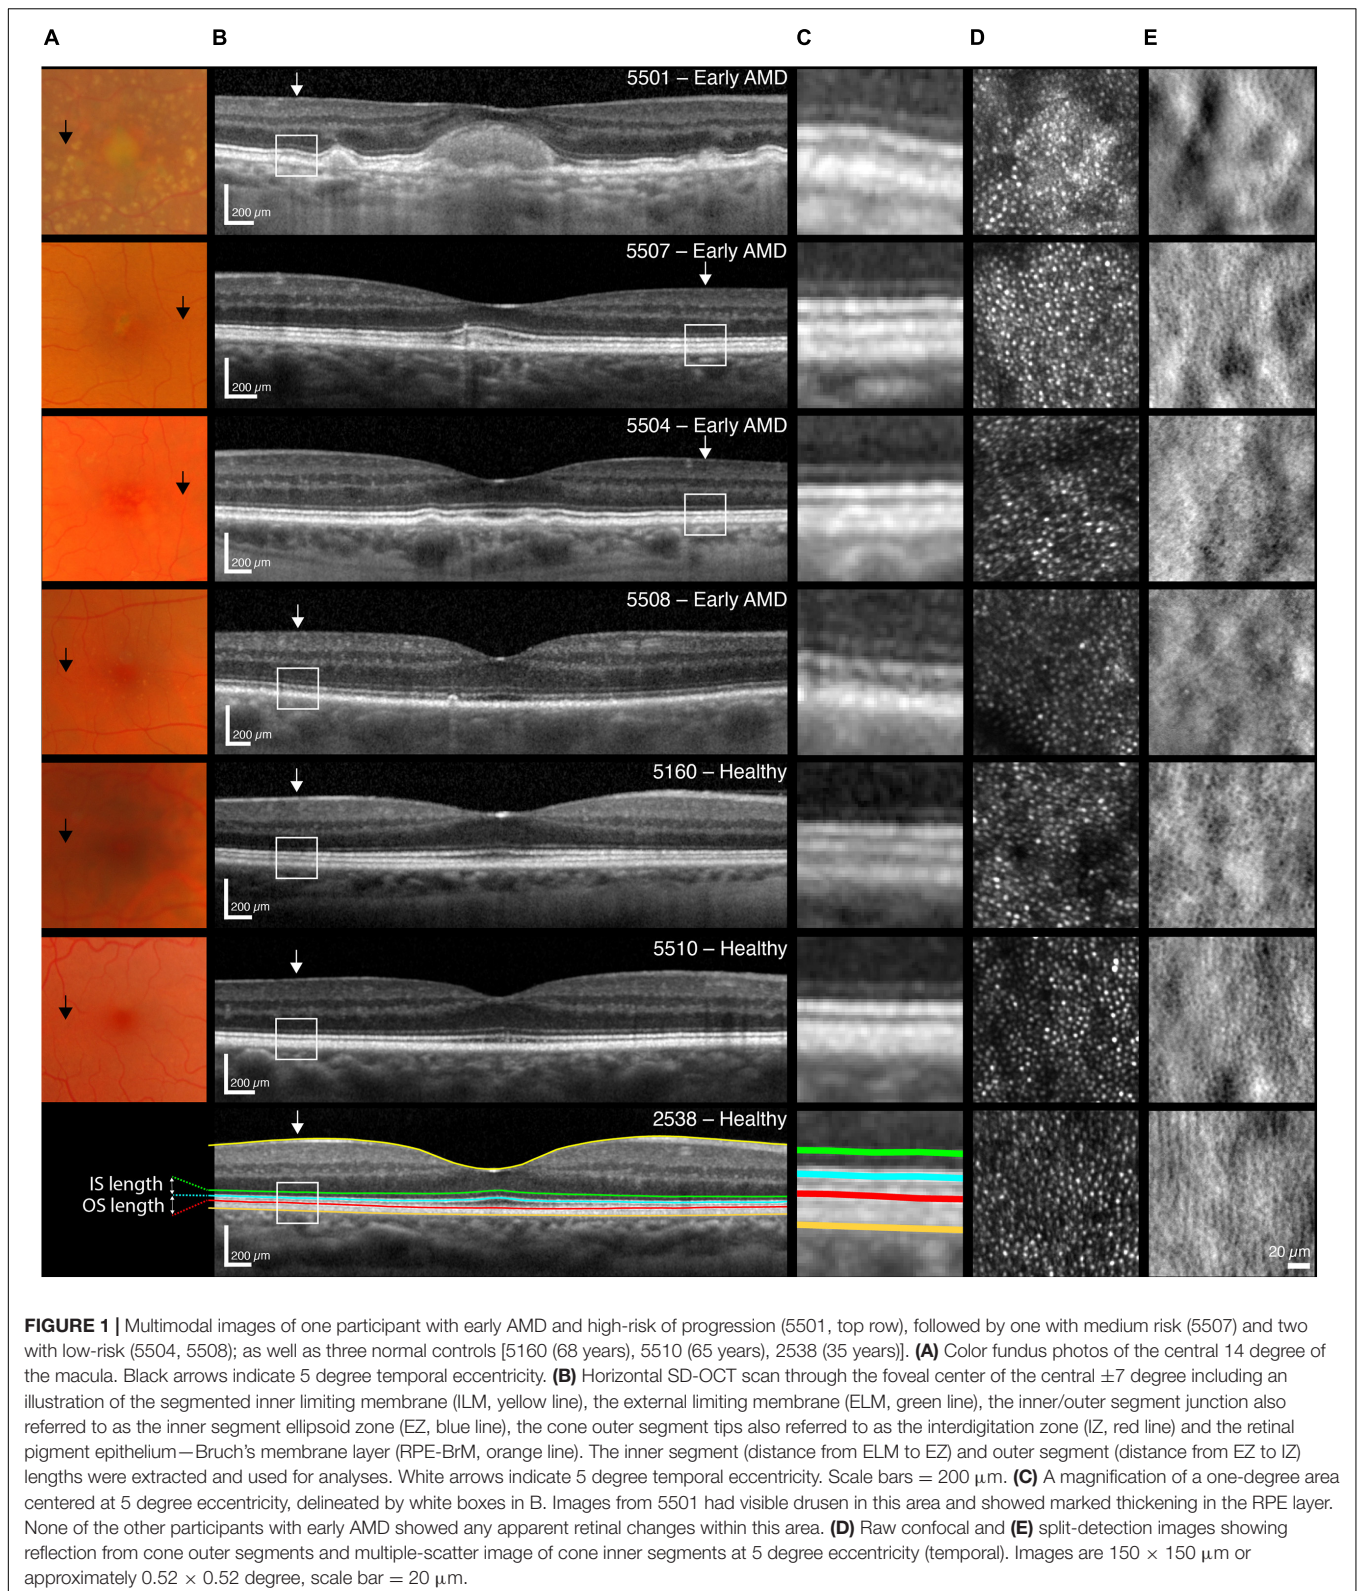 A B C D E
5501 – Early AMD
200 µm
5507 – Early AMD
200 µm
5504 – Early AMD
200 µm
5508 – Early AMD
200 µm
5160 – Healthy
200 µm
5510 – Healthy
200 µm
2538 – Healthy
IS length
OS length
200 µm
20 µm
FIGURE 1 | Multimodal images of one participant with early AMD and high-risk of progression (5501, top row), followed by one with medium risk (5507) and two
with low-risk (5504, 5508); as well as three normal controls [5160 (68 years), 5510 (65 years), 2538 (35 years)]. (A) Color fundus photos of the central 14 degree of
the macula. Black arrows indicate 5 degree temporal eccentricity. (B) Horizontal SD-OCT scan through the foveal center of the central ±7 degree including an
illustration of the segmented inner limiting membrane (ILM, yellow line), the external limiting membrane (ELM, green line), the inner/outer segment junction also
referred to as the inner segment ellipsoid zone (EZ, blue line), the cone outer segment tips also referred to as the interdigitation zone (IZ, red line) and the retinal
pigment epithelium—Bruch's membrane layer (RPE-BrM, orange line). The inner segment (distance from ELM to EZ) and outer segment (distance from EZ to IZ)
lengths were extracted and used for analyses. White arrows indicate 5 degree temporal eccentricity. Scale bars = 200 µm. (C) A magnification of a one-degree area
centered at 5 degree eccentricity, delineated by white boxes in B. Images from 5501 had visible drusen in this area and showed marked thickening in the RPE layer.
None of the other participants with early AMD showed any apparent retinal changes within this area. (D) Raw confocal and (E) split-detection images showing
reflection from cone outer segments and multiple-scatter image of cone inner segments at 5 degree eccentricity (temporal). Images are 150 × 150 µm or
approximately 0.52 × 0.52 degree, scale bar = 20 µm.